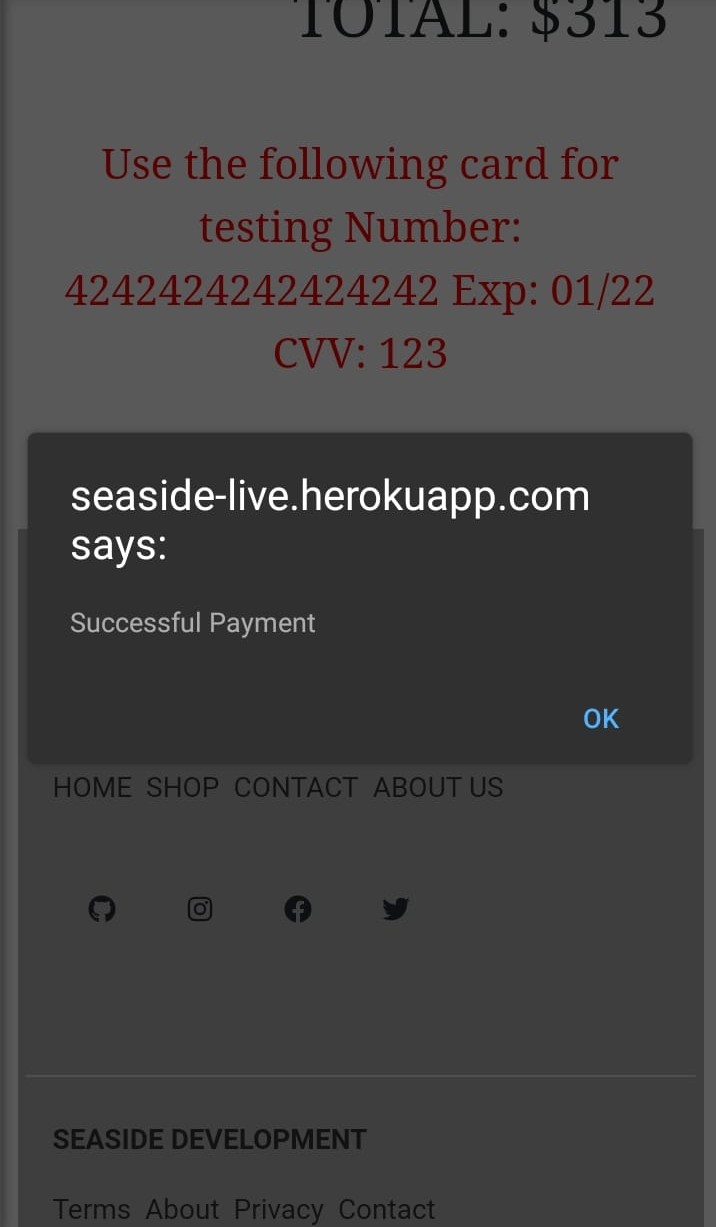 TOTAL: $313
Use the following card for
testing Number:
4242424242424242 Exp: 01/22
CVV: 123
seaside-live.herokuapp.com
says:
Successful Payment
OK
HOME SHOP CONTACT ABOUT US
SEASIDE DEVELOPMENT
Terms About Privacy Contact